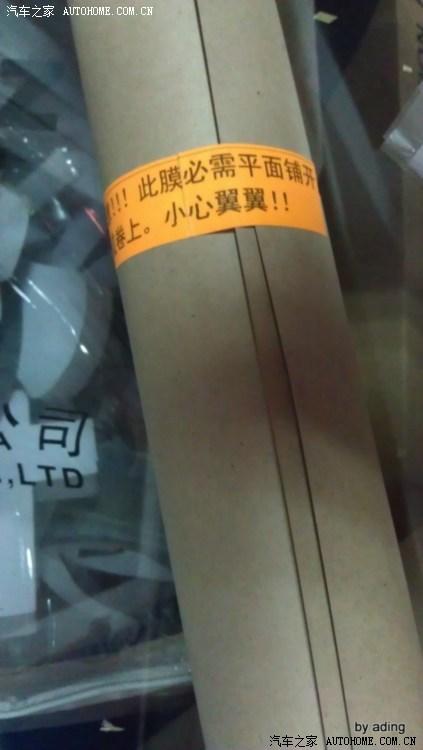 汽车之家 AUTOHOME.COM.CN
!!! 此膜必需平面铺开
卷上。小心翼翼!!
公司
.,LTD
by ading
汽车之家 AUTOHOME.COM.CN